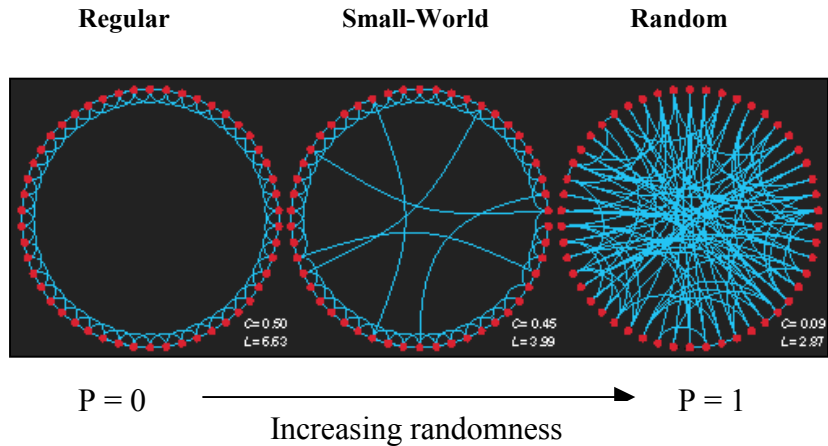 Regular Small-World Random
C= 0.50
L= 6.63
C= 0.45
L= 3.99
C= 0.09
L= 2.97
P = 0
P = 1
Increasing randomness